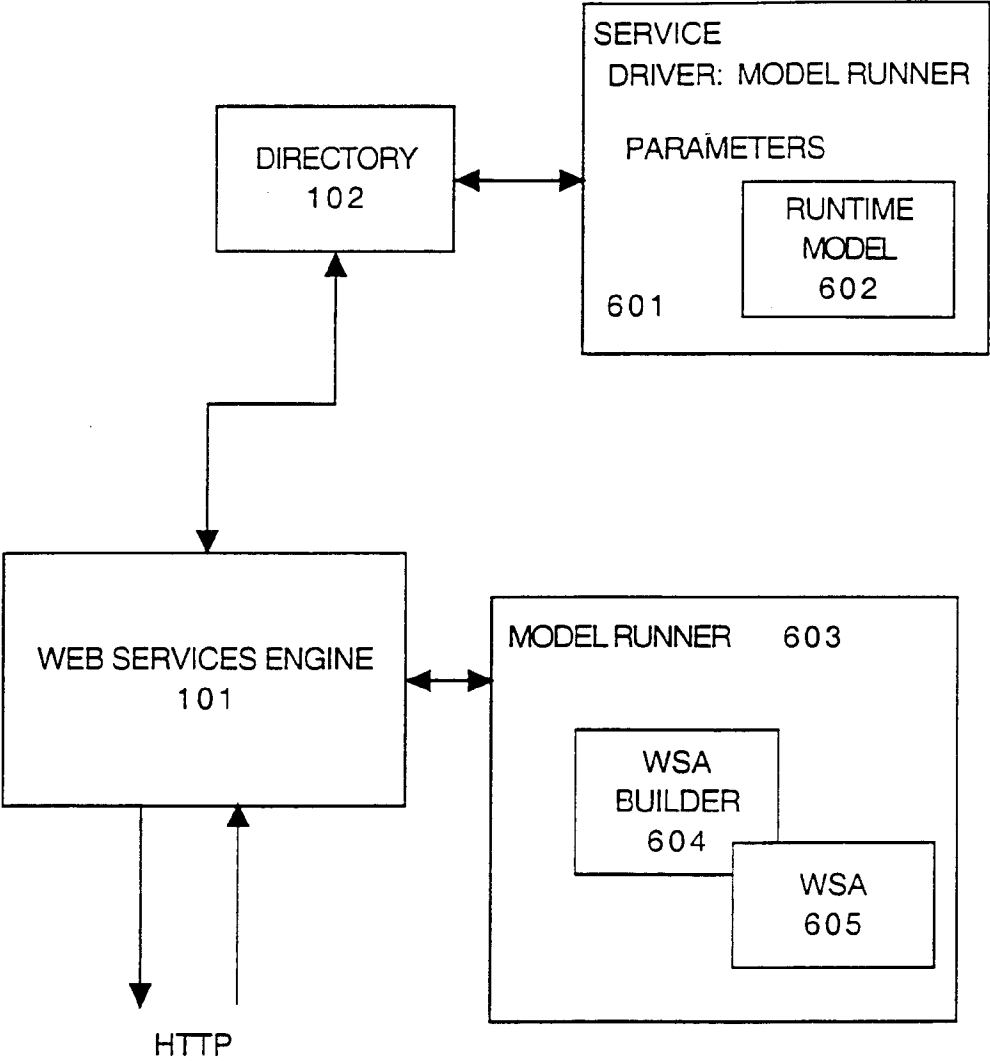 SERVICE
DRIVER: MODEL RUNNER
PARAMETERS
RUNTIME
MODEL
602
601
DIRECTORY
102
WEB SERVICES ENGINE
101
MODEL RUNNER 603
WSA
BUILDER
604
WSA
605
HTTP